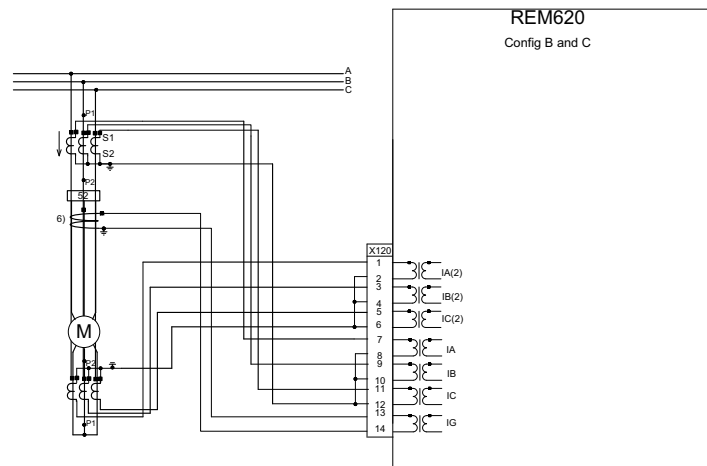 REM620
Config B and C
A
B
C
P1
S1
S2
P2
52
6)
X120
1
2
IA(2)
3
4
IB(2)
5
6
IC(2)
7
8
IA
9
10
IB
11
12
IC
13
14
IG
M
P2
P1